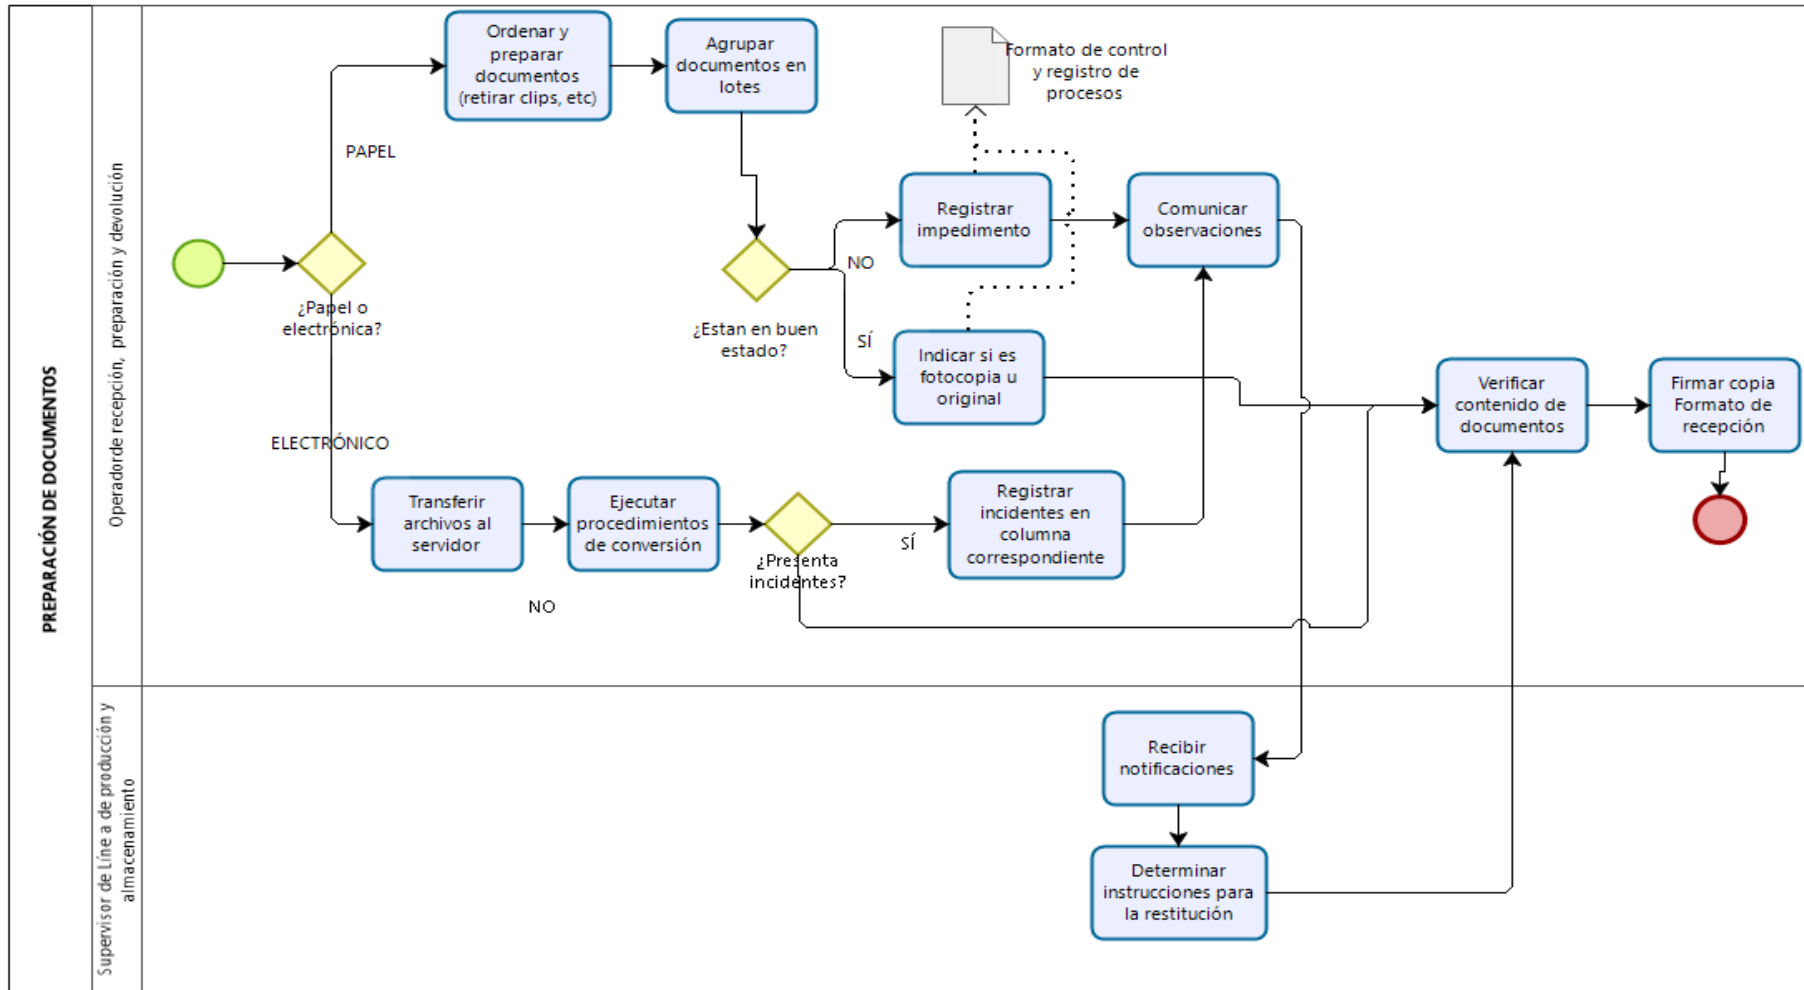 PREPARACIÓN DE DOCUMENTOS
Operadorde recepción, preparación y devolución
Ordenar y
preparar
documentos
(retirar clips, etc)
Agrupar
documentos en
lotes
Formato de control
y registro de
procesos
PAPEL
Registrar
impedimento
Comunicar
observaciones
NO
¿Papel o
electrónica?
¿Estan en buen
estado?
SÍ
Indicar si es
fotocopia u
original
Verificar
contenido de
documentos
Firmar copia
Formato de
recepción
ELECTRÓNICO
Transferir
archivos al
servidor
Ejecutar
procedimientos
de conversión
¿Presenta
incidentes?
SÍ
Registrar
incidentes en
columna
correspondiente
NO
Supervisor de Líne a de producción y
almacenamiento
Recibir
notificaciones
Determinar
instrucciones para
la restitución